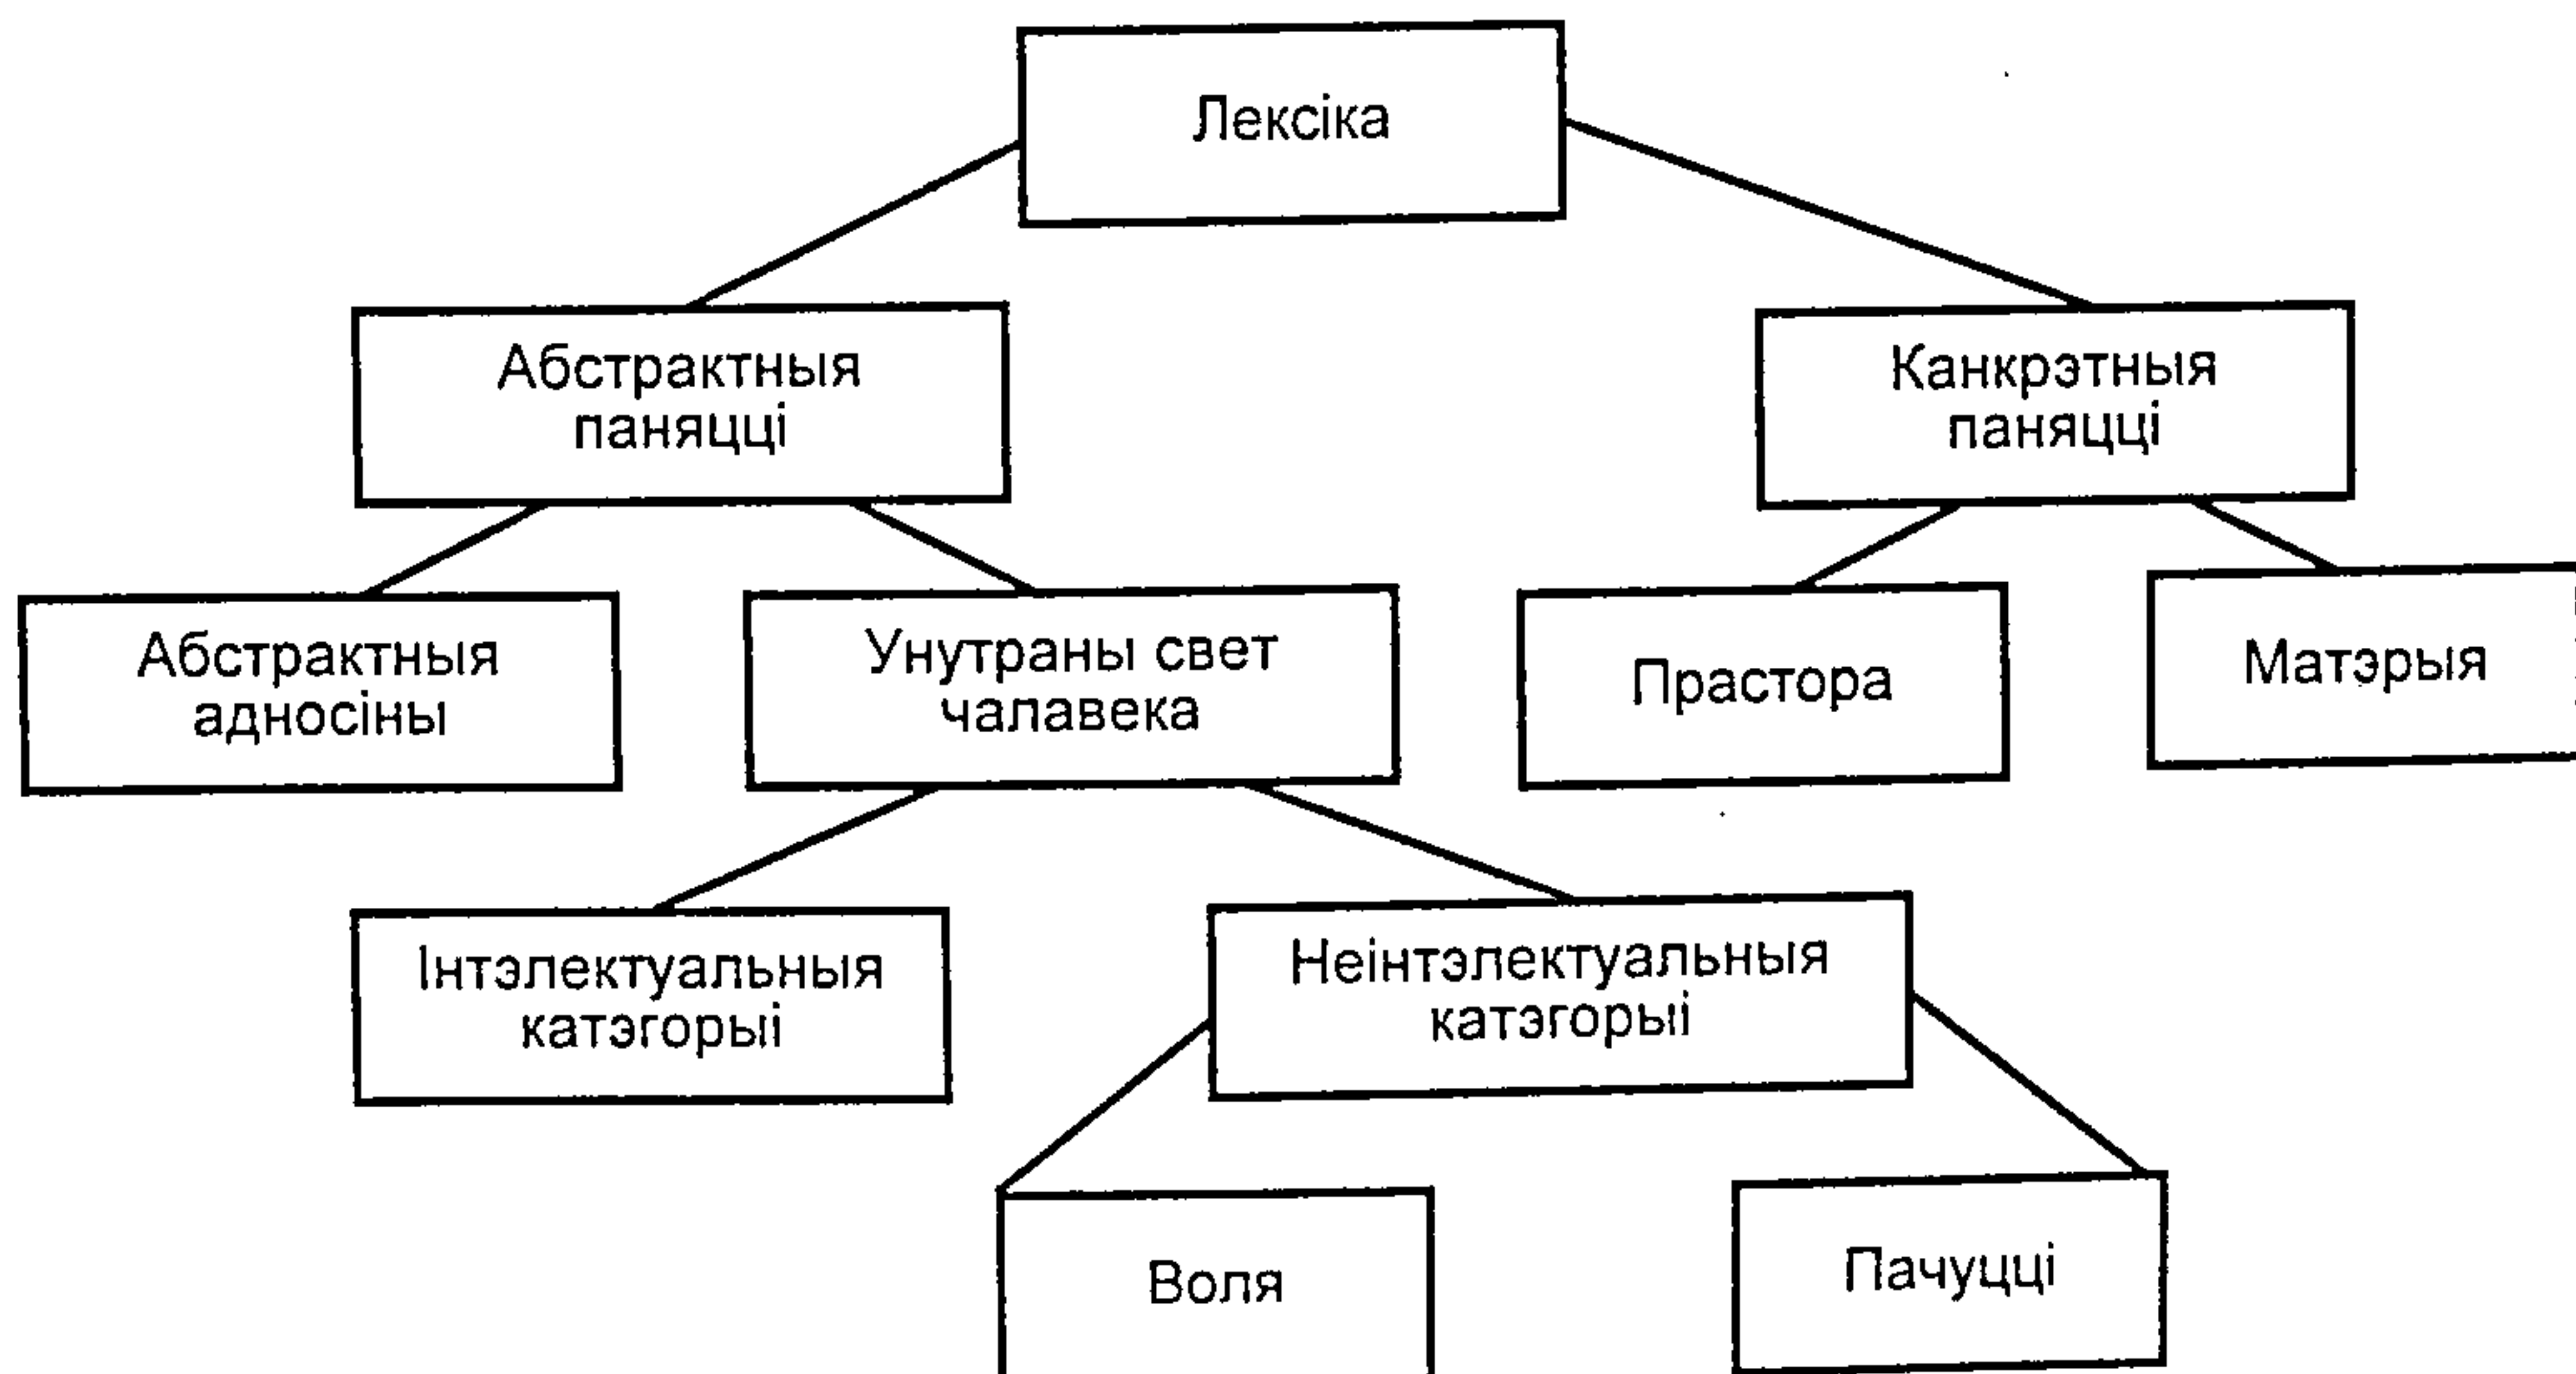 Лексіка
Абстрактныя
паняцці
Канкрэтныя
паняцці
Абстрактныя
адносіны
Унутраны свет
чалавека
Прастора
Матэрыя
Інтэлектуальныя
катэгорыі
Неінтэлектуальныя
катэгорыі
Воля
Пачуцці